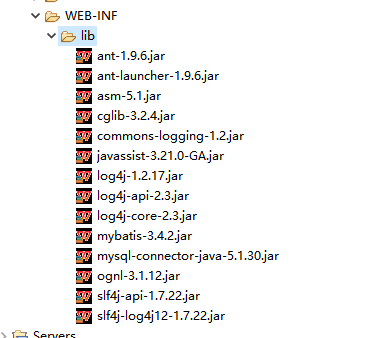 WEB-INF
lib
ant-1.9.6.jar
ant-launcher-1.9.6.jar
asm-5.1.jar
cglib-3.2.4.jar
commons-logging-1.2.jar
javassist-3.21.0-GA.jar
log4j-1.2.17.jar
log4j-api-2.3.jar
log4j-core-2.3.jar
mybatis-3.4.2.jar
mysql-connector-java-5.1.30.jar
ognl-3.1.12.jar
slf4j-api-1.7.22.jar
slf4j-log4j12-1.7.22.jar
Servers